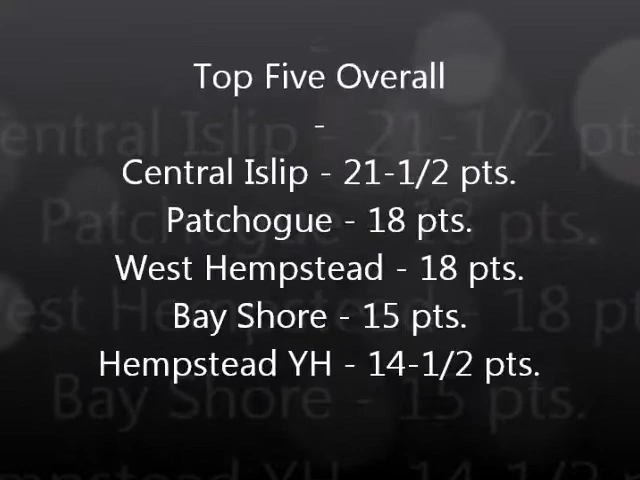 Top Five Overall
-
Central Islip - 21-1/2 pts.
Patchogue - 18 pts.
West Hempstead - 18 pts.
Bay Shore - 15 pts.
Hempstead YH - 14-1/2 pts.